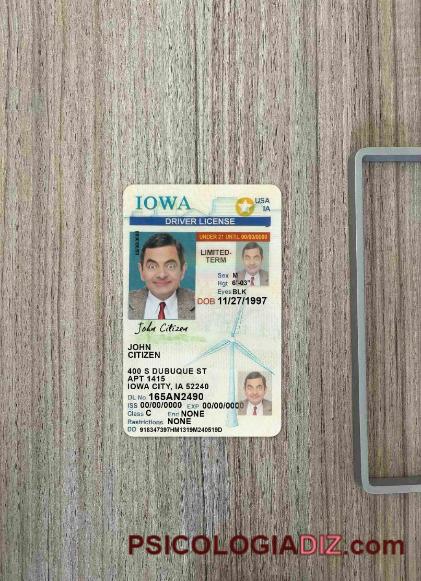 IOWA
USA
IA
DRIVER LICENSE
UNDER 21 UNTIL 00/00/0000
LIMITED-
TERM
Sex M
Hgt 6'-03"
Eyes BLK
DOB 11/27/1997
John Citizen
JOHN
CITIZEN
400 S DUBUQUE ST
APT 1415
IOWA CITY, IA 52240
DL No. 165AN2490
ISS 00/00/0000 EXP 00/00/0000
Class C End NONE
Restrictions NONE
DD 918347397HM1319M240519D
PSICOLOGIADIZ.com